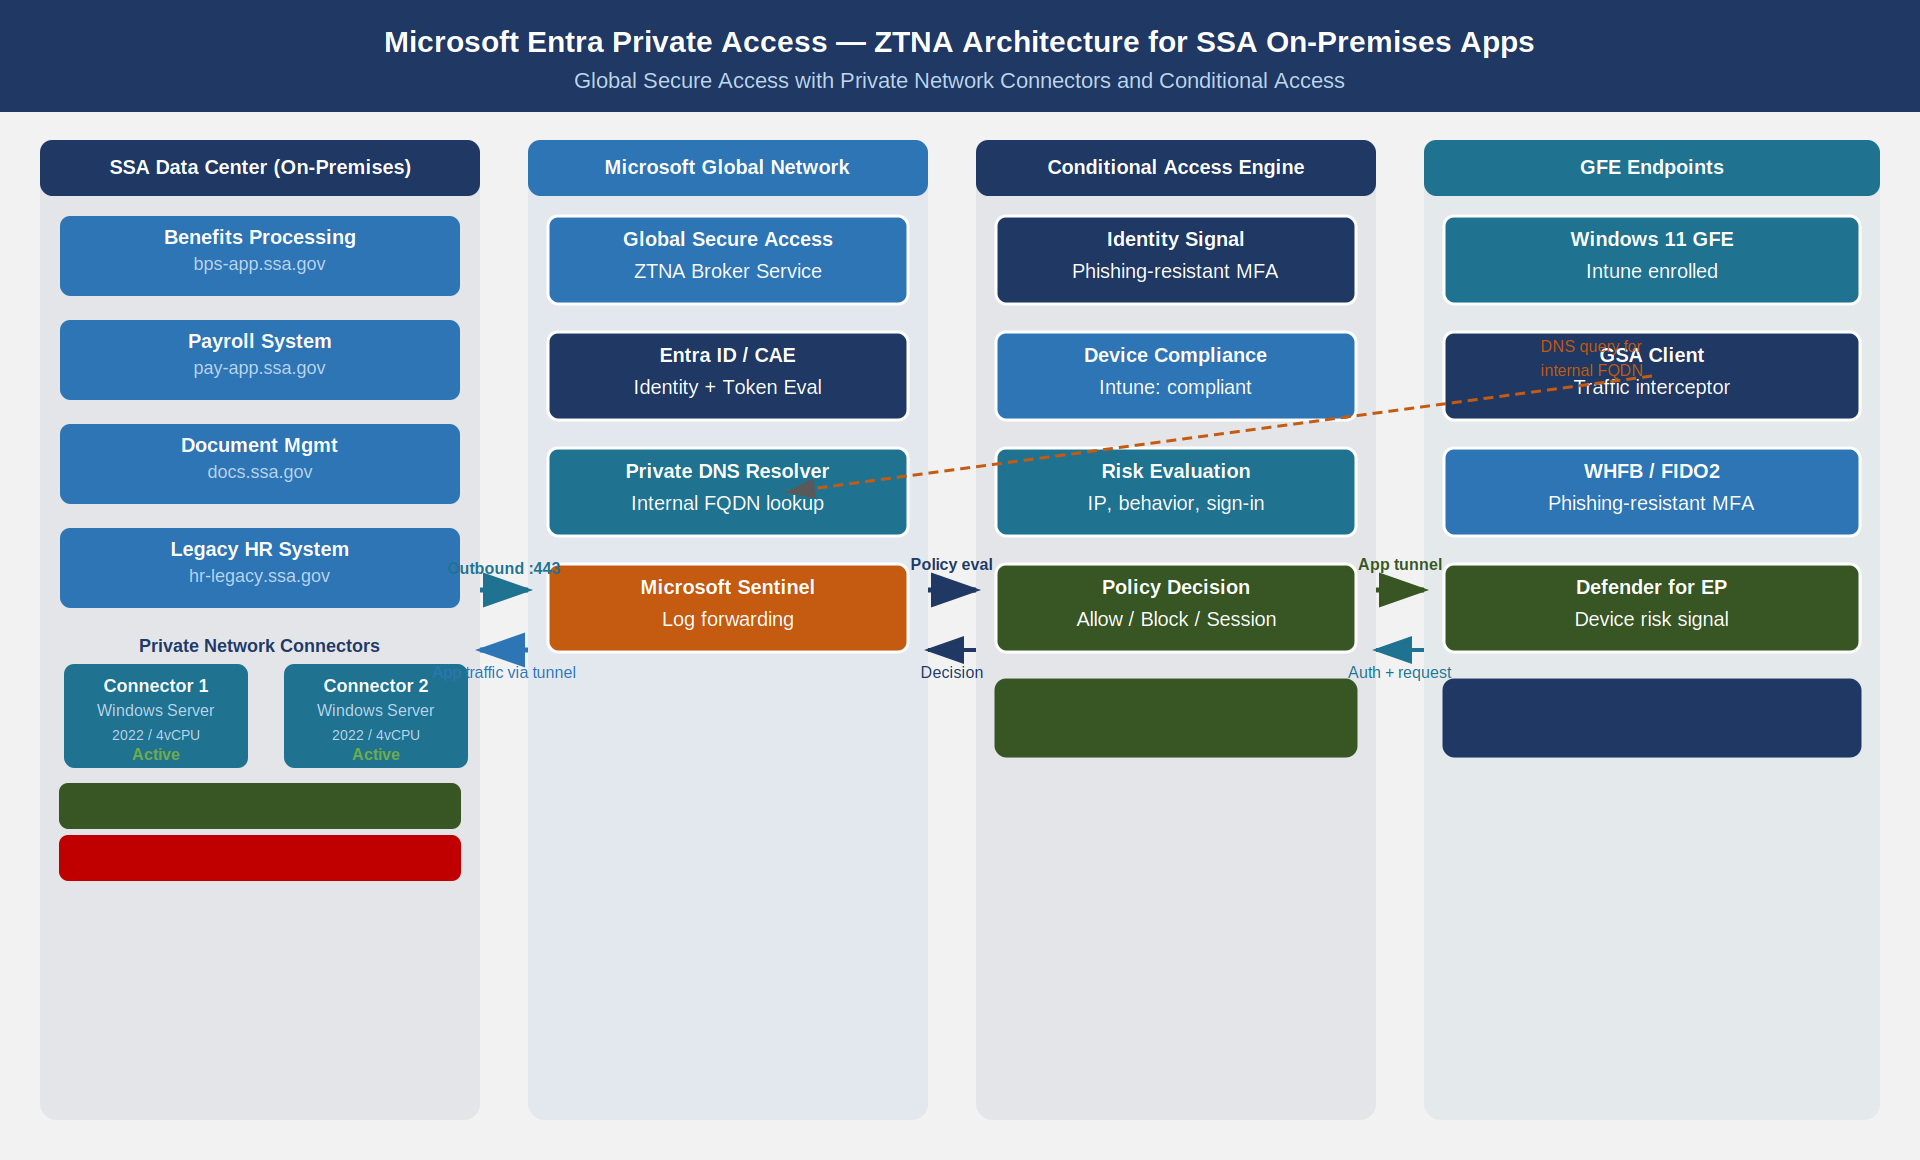 Microsoft Entra Private Access — ZTNA Architecture for SSA On-Premises Apps
Global Secure Access with Private Network Connectors and Conditional Access
SSA Data Center (On-Premises)
Benefits Processing
bps-app.ssa.gov
Payroll System
pay-app.ssa.gov
Document Mgmt
docs.ssa.gov
Legacy HR System
hr-legacy.ssa.gov
Private Network Connectors
Connector 1
Windows Server
2022 / 4vCPU
Active
Connector 2
Windows Server
2022 / 4vCPU
Active
Outbound :443
App traffic via tunnel
Microsoft Global Network
Global Secure Access
ZTNA Broker Service
Entra ID / CAE
Identity + Token Eval
Private DNS Resolver
Internal FQDN lookup
Microsoft Sentinel
Log forwarding
Policy eval
Decision
Conditional Access Engine
Identity Signal
Phishing-resistant MFA
Device Compliance
Intune: compliant
Risk Evaluation
IP, behavior, sign-in
Policy Decision
Allow / Block / Session
App tunnel
Auth + request
GFE Endpoints
Windows 11 GFE
Intune enrolled
DNS query for
internal FQDN
GSA Client
Traffic interceptor
WHFB / FIDO2
Phishing-resistant MFA
Defender for EP
Device risk signal